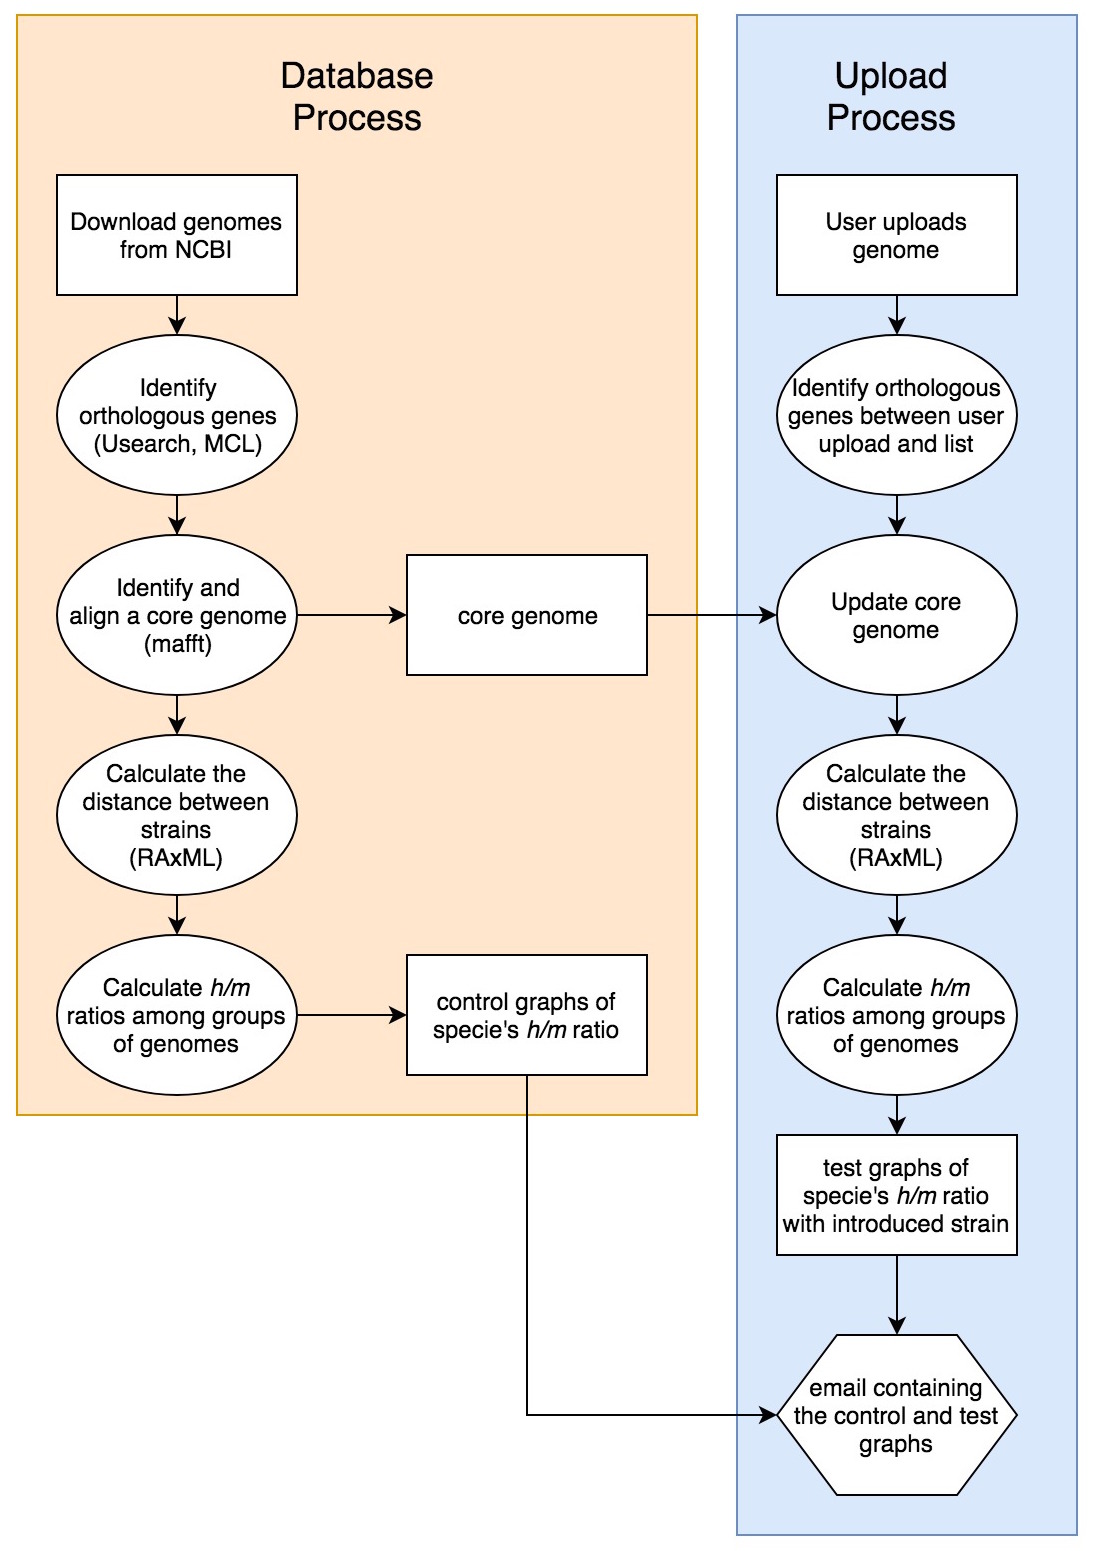 Database
Process
Download genomes
from NCBI
Identify
orthologous genes
(Usearch, MCL)
Identify and
align a core genome
(mafft)
core genome
Calculate the
distance between
strains
(RAxML)
Calculate h/m
ratios among groups
of genomes
control graphs of
specie's h/m ratio
Upload
Process
User uploads
genome
Identify orthologous
genes between user
upload and list
Update core
genome
Calculate the
distance between
strains
(RAxML)
Calculate h/m
ratios among groups
of genomes
test graphs of
specie's h/m ratio
with introduced strain
email containing
the control and test
graphs